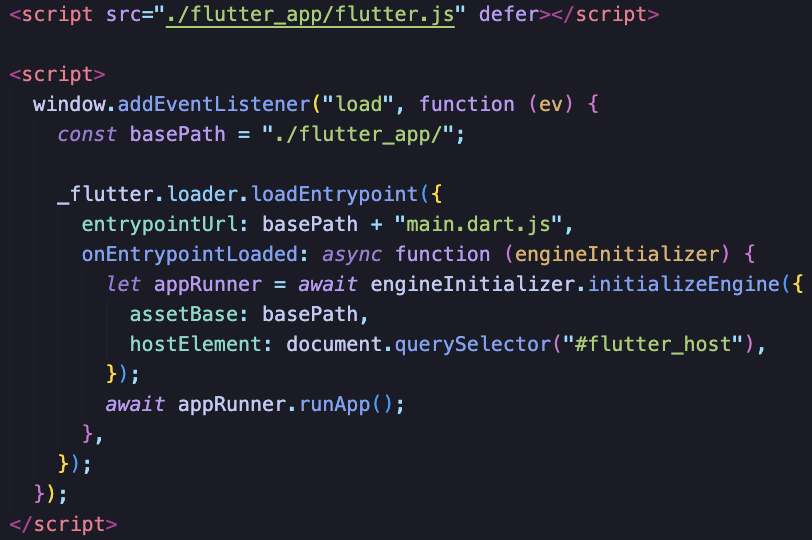 <script src="./flutter_app/flutter.js" defer></script>
<script>
window.addEventListener("load", function (ev) {
const basePath = "./flutter_app/";
_flutter.loader.loadEntrypoint({
entrypointUrl: basePath + "main.dart.js",
onEntrypointLoaded: async function (engineInitializer) {
let appRunner = await engineInitializer.initializeEngine({
assetBase: basePath,
hostElement: document.querySelector("#flutter_host"),
});
await appRunner.runApp();
},
});
});
</script>